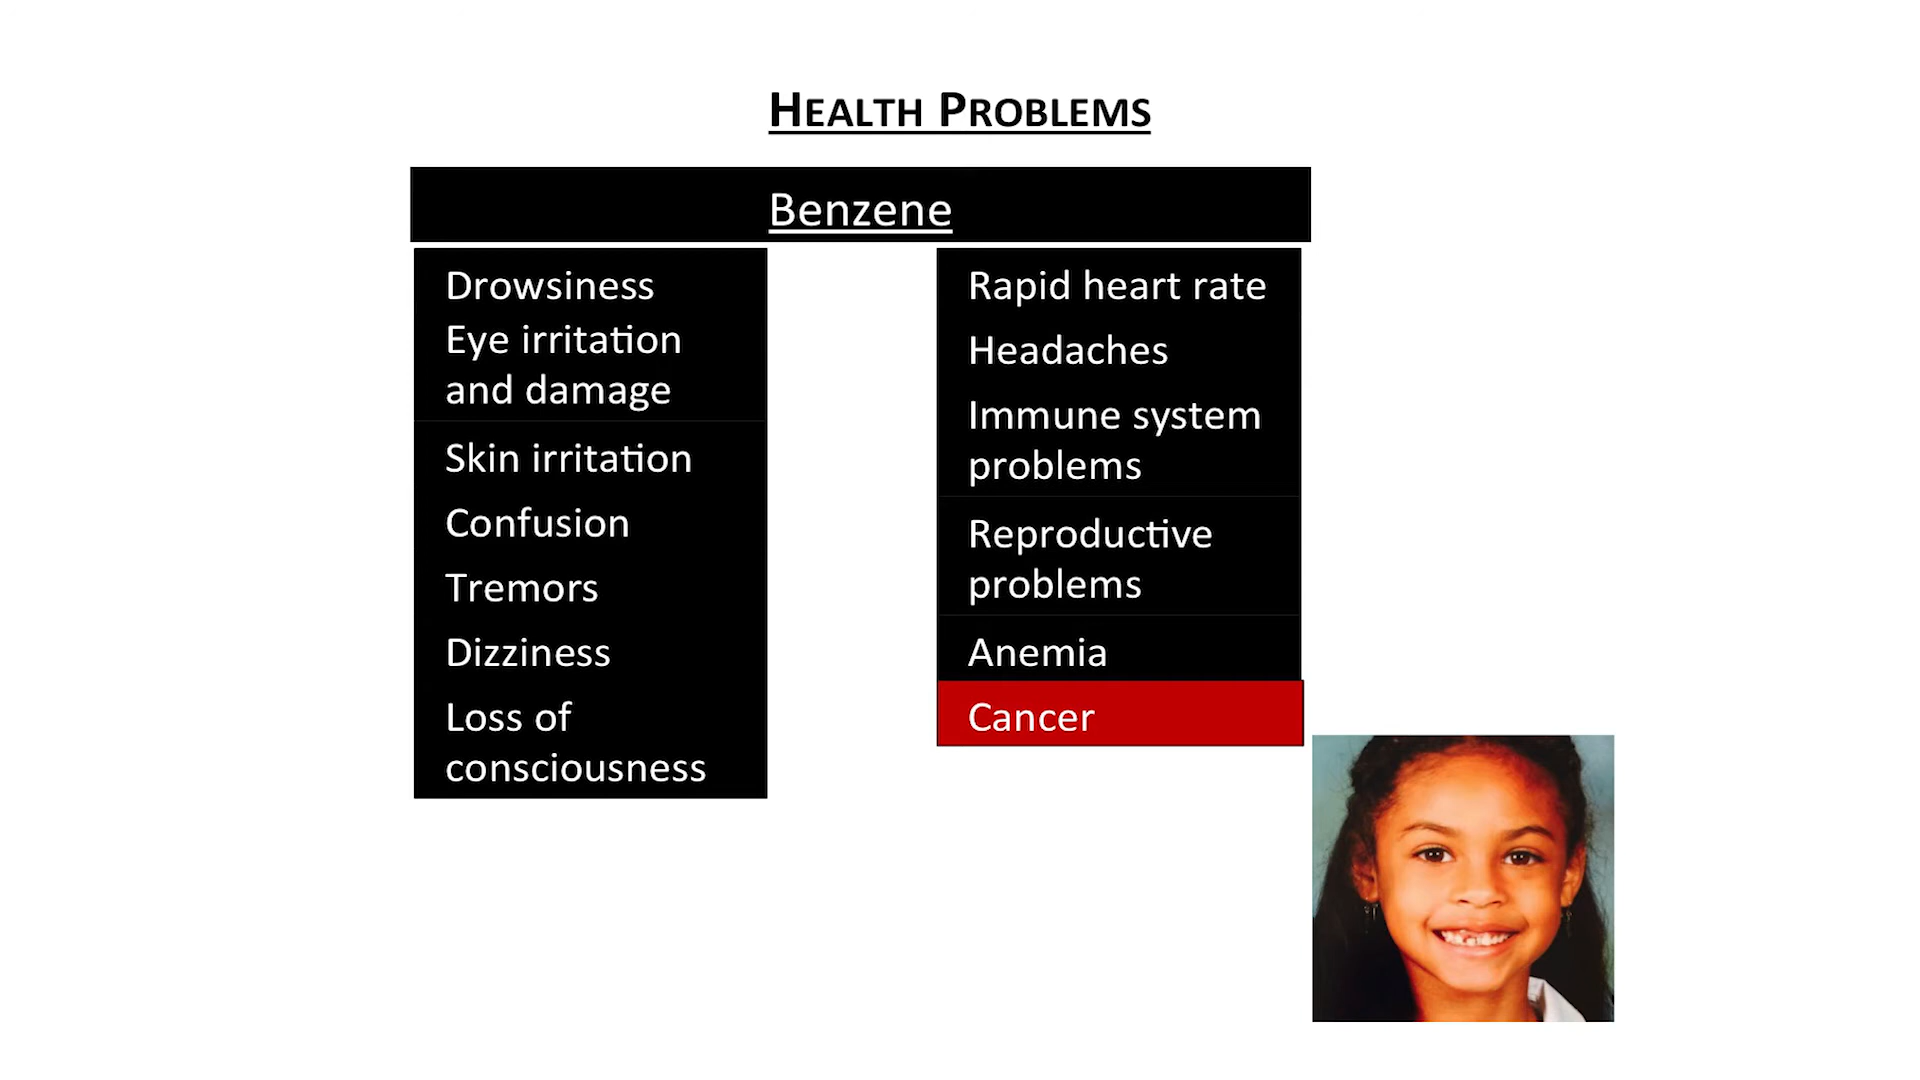 HEALTH PROBLEMS
Benzene
Drowsiness
Eye irritation
and damage
Skin irritation
Confusion
Tremors
Dizziness
Loss of
consciousness
Rapid heart rate
Headaches
Immune system
problems
Reproductive
problems
Anemia
Cancer